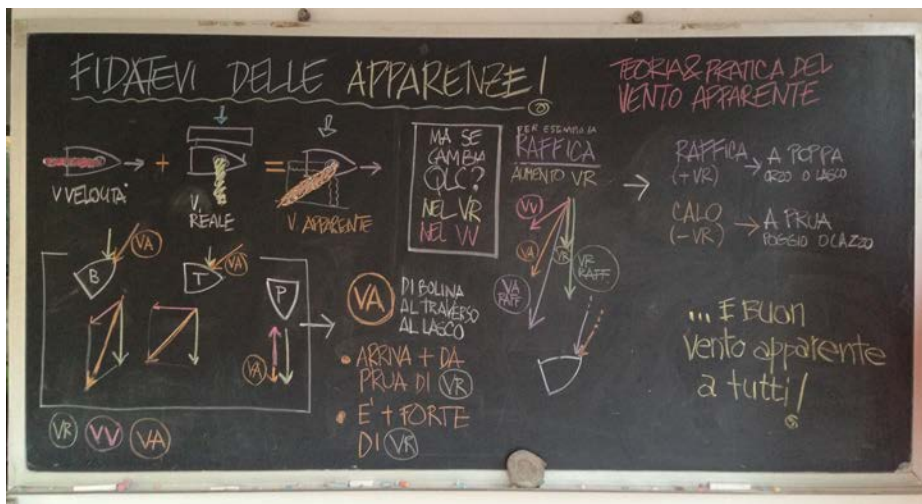 FIDATEVI DELLE APPARENZE!
TEORIA & PRATICA DEL
VENTO APPARENTE
V VELOCITÀ
+
V.
REALE
=
V. APPARENTE
MA SE
CAMBIA
QLC?
NEL VR
NEL VV
PER ESEMPIO LA
RAFFICA
AUMENTO VR
VV
VA
VR
VR
RAFF.
VA
RAFF
RAFFICA
(+VR)
A POPPA
ORZO O LASCO
CALO
(-VR)
A PRUA
POGGIO O CAZZO
B
VA
T
VA
P
VA
VA
DI BOLINA
AL TRAVERSO
AL LASCO
• ARRIVA + DA
PRUA DI VR
• È + FORTE
DI VR
VR VV VA
... E BUON
vento apparente
a tutti!